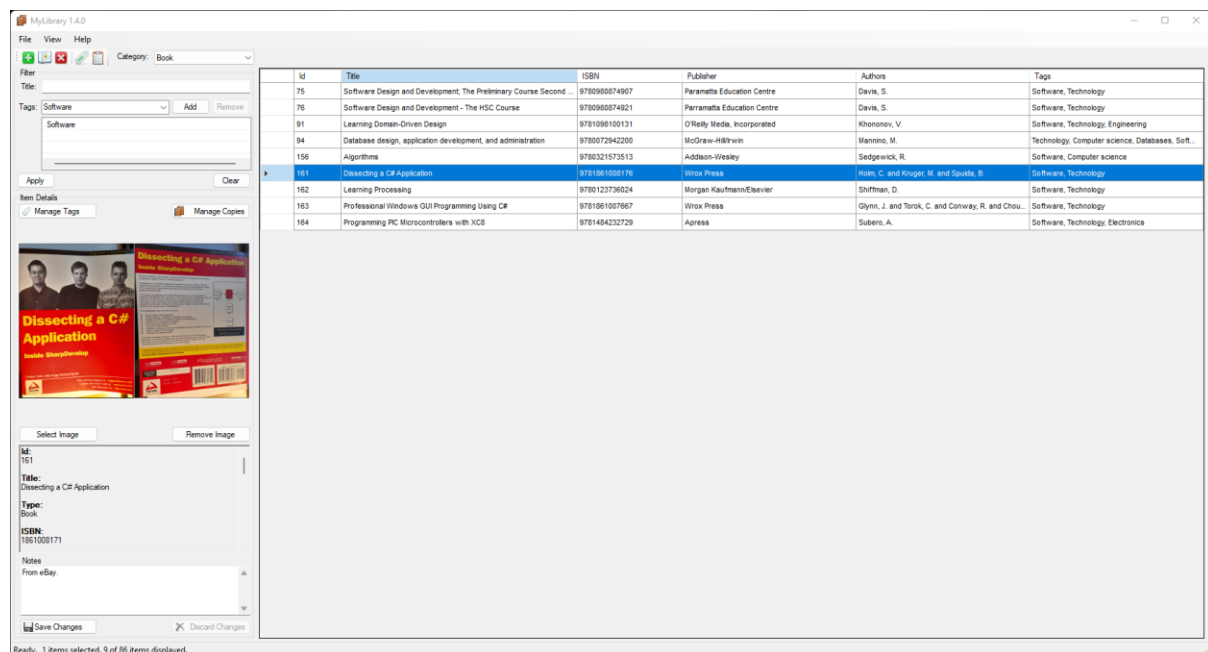 MyLibrary 1.4.0
File View Help
Category: Book
Filter
Title:
Tags: Software Add Remove
Software
Apply Clear
Item Details
Manage Tags Manage Copies
Dissecting a C# Application
Inside SharpDevelop
Dissecting a C#
Application
Inside SharpDevelop
Select Image Remove Image
Id:
161
Title:
Dissecting a C# Application
Type:
Book
ISBN:
1861008171
Notes
From eBay.
Save Changes Discard Changes
Id Title ISBN Publisher Authors Tags
75 Software Design and Development; The Preliminary Course Second ... 9780980874907 Paramatta Education Centre Davis, S. Software, Technology
76 Software Design and Development - The HSC Course 9780980874921 Parramatta Education Centre Davis, S. Software, Technology
91 Learning Domain-Driven Design 9781098100131 O'Reilly Media, Incorporated Khononov, V. Software, Technology, Engineering
94 Database design, application development, and administration 9780072942200 McGraw-Hill/Irwin Mannino, M. Technology, Computer science, Databases, Soft...
156 Algorithms 9780321573513 Addison-Wesley Sedgewick, R. Software, Computer science
161 Dissecting a C# Application 9781861008176 Wrox Press Holm, C. and Kruger, M. and Spuida, B. Software, Technology
162 Learning Processing 9780123736024 Morgan Kaufmann/Elsevier Shiffman, D. Software, Technology
163 Professional Windows GUI Programming Using C# 9781861007667 Wrox Press Glynn, J. and Torok, C. and Conway, R. and Chou... Software, Technology
164 Programming PIC Microcontrollers with XC8 9781484232729 Apress Subero, A. Software, Technology, Electronics
Ready. 1 items selected. 9 of 86 items displayed.